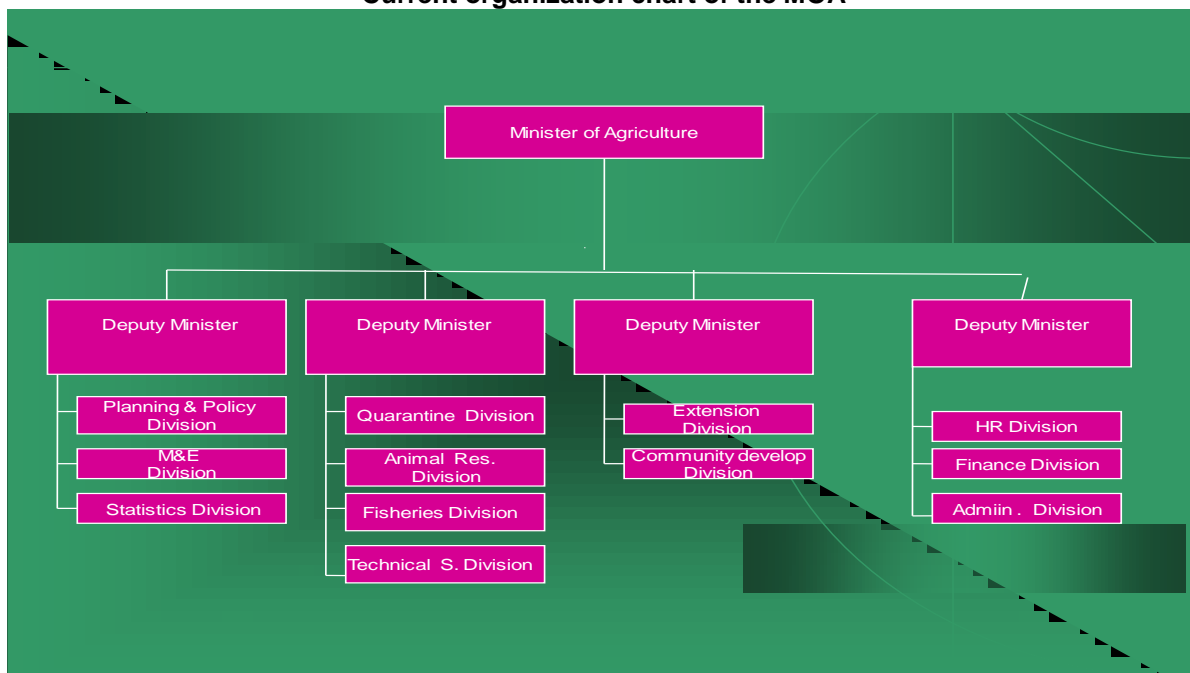 Current organization chart of the MOA
Minister of Agriculture
Deputy Minister
Planning & Policy
Division
M&E
Division
Statistics Division
Deputy Minister
Quarantine Division
Animal Res.
Division
Fisheries Division
Technical S. Division
Deputy Minister
Extension
Division
Community develop
Division
Deputy Minister
HR Division
Finance Division
Admiin . Division